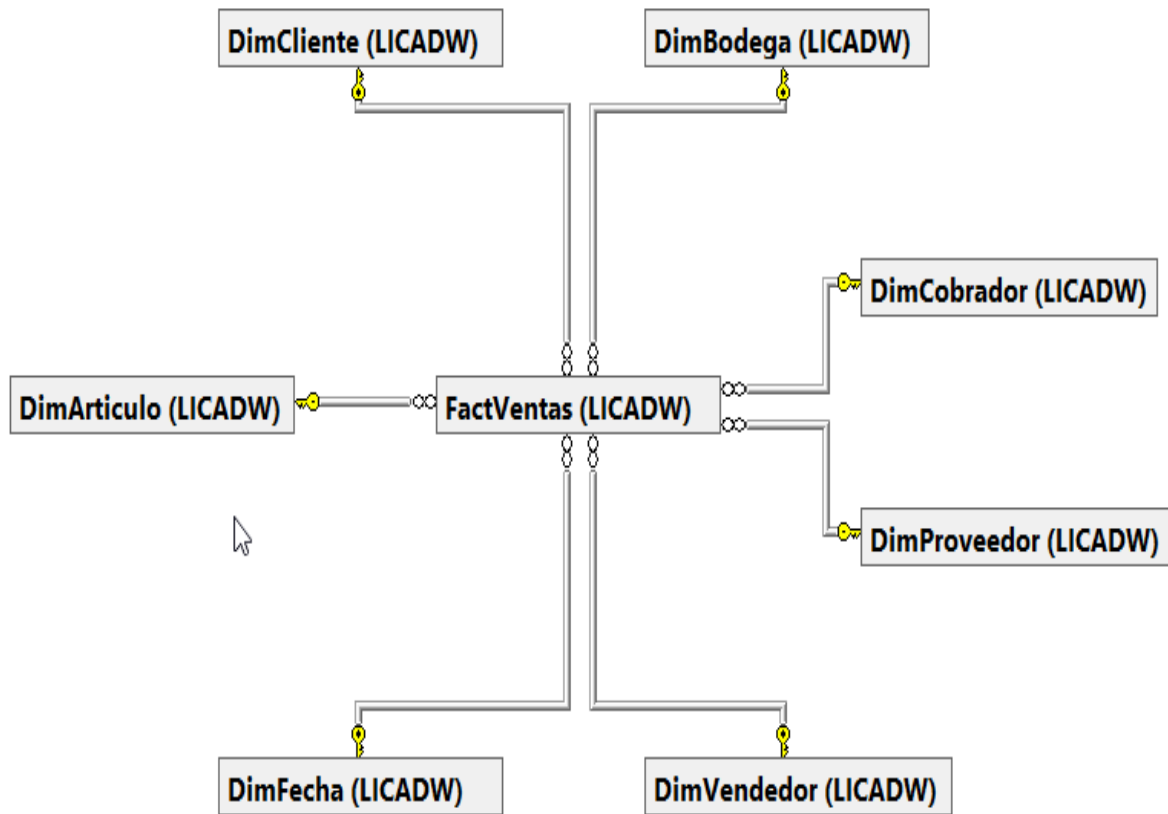 DimCliente (LICADW)
DimBodega (LICADW)
DimCobrador (LICADW)
DimArticulo (LICADW)
FactVentas (LICADW)
DimProveedor (LICADW)
DimFecha (LICADW)
DimVendedor (LICADW)